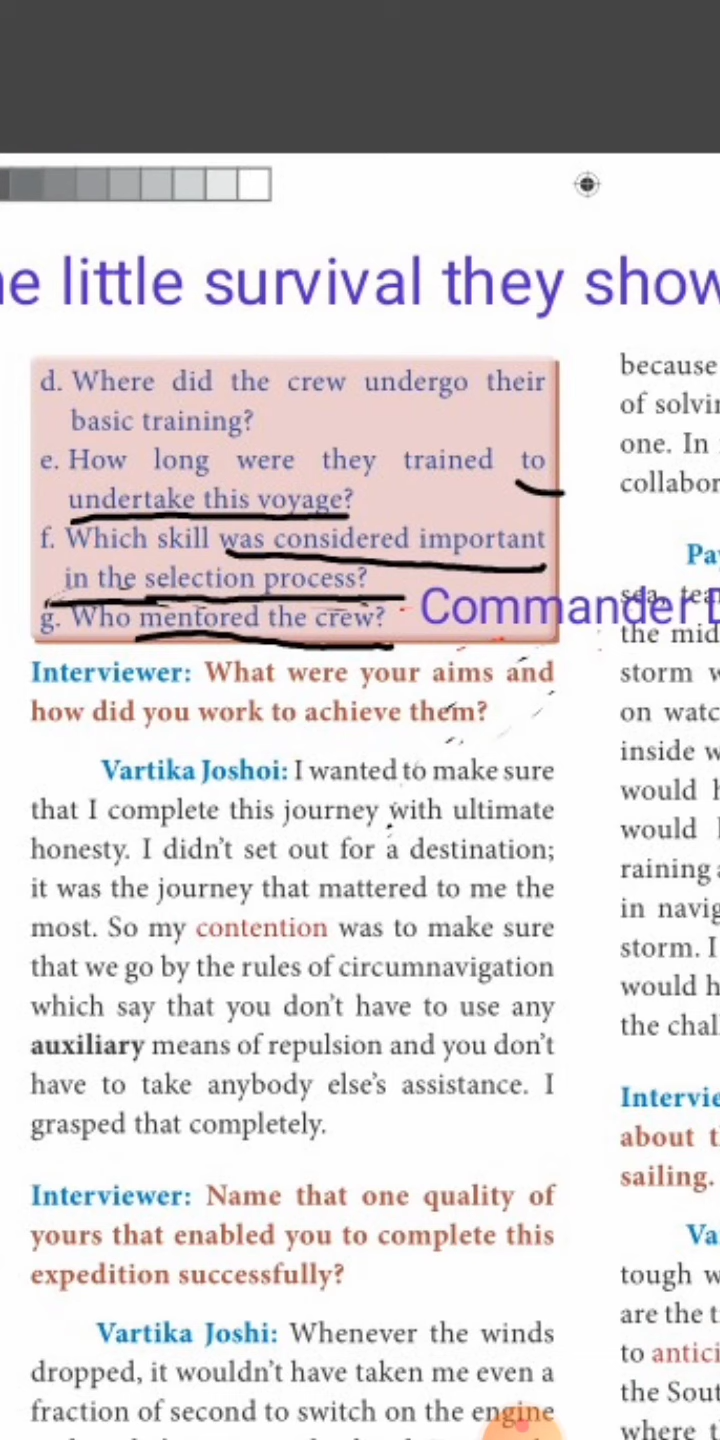 ne little survival they show
d. Where did the crew undergo their
basic training?
e. How long were they trained to
undertake this voyage?
f. Which skill was considered important
in the selection process?
g. Who mentored the crew?
Commander D
Interviewer: What were your aims and
how did you work to achieve them?
Vartika Joshoi: I wanted to make sure
that I complete this journey with ultimate
honesty. I didn't set out for a destination;
it was the journey that mattered to me the
most. So my contention was to make sure
that we go by the rules of circumnavigation
which say that you don't have to use any
auxiliary means of repulsion and you don't
have to take anybody else's assistance. I
grasped that completely.
Interviewer: Name that one quality of
yours that enabled you to complete this
expedition successfully?
Vartika Joshi: Whenever the winds
dropped, it wouldn't have taken me even a
fraction of second to switch on the engine
because
of solvin
one. In
collabor
Pay
sea, tea
the mid
storm w
on watc
inside w
would h
would
raining a
in navig
storm. I
would h
the chal
Intervie
about t
sailing.
Va
tough w
are the t
to antici
the Sout
where t